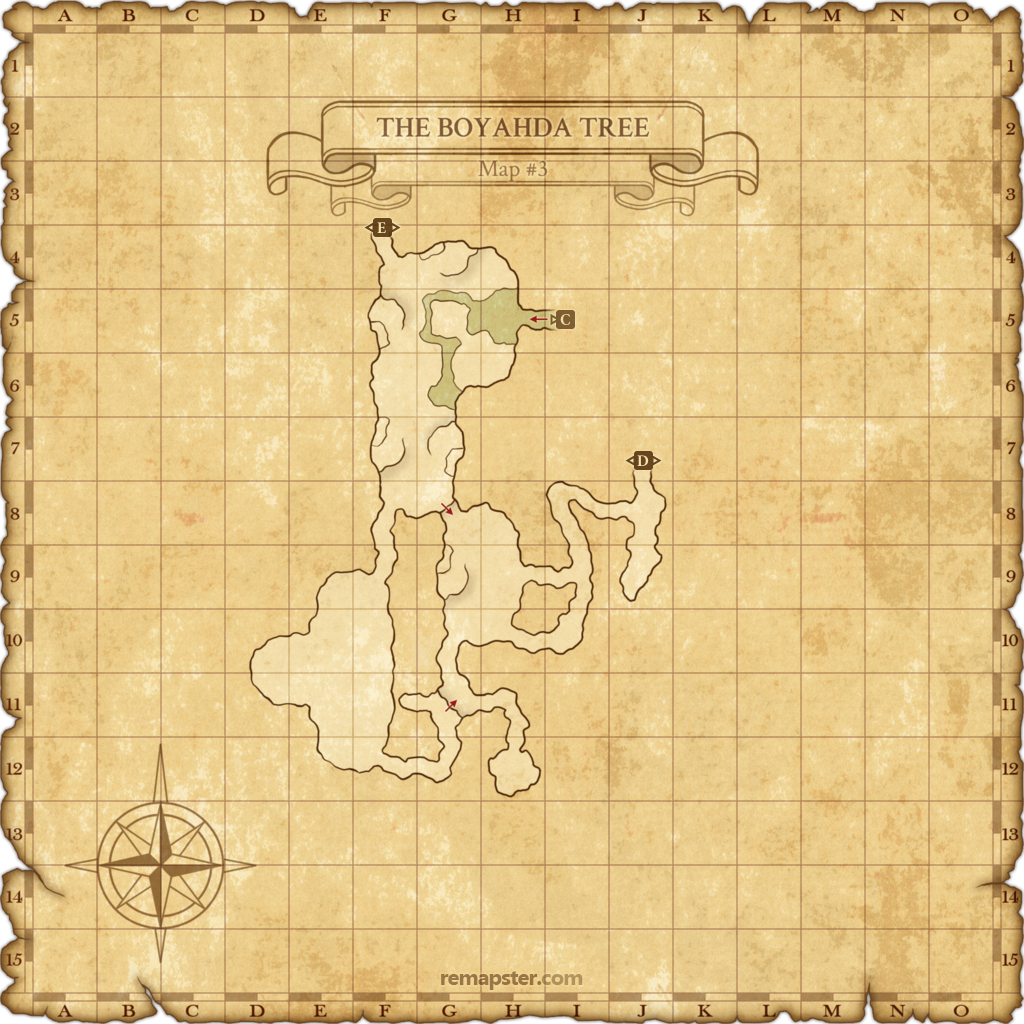 A B C D E F G H I J K L M N O
1 1
2 2
THE BOYAHDA TREE
Map #3
3 3
E
4 4
C
5 5
6 6
7 7
D
8 8
9 9
10 10
11 11
12 12
13 13
14 14
15 15
remapster.com
A B C D E F G H I J K L M N O